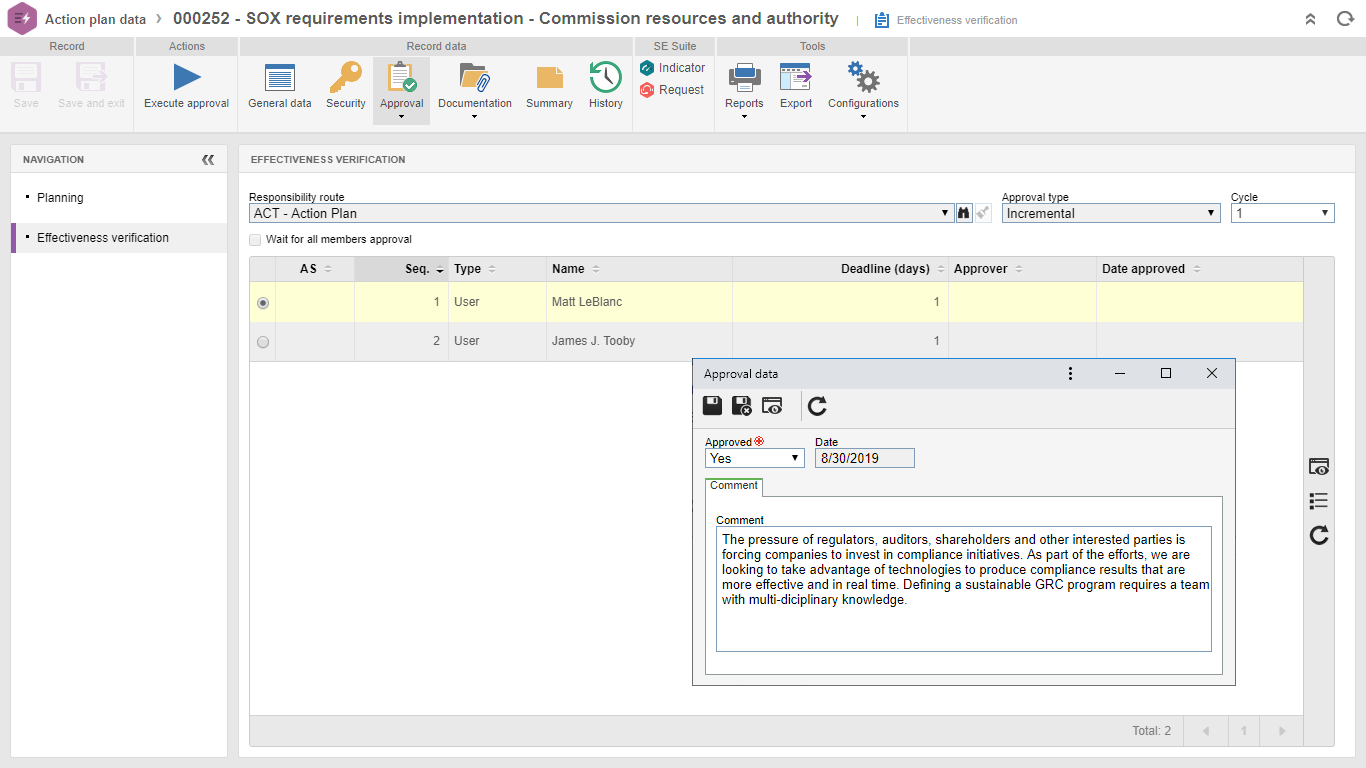 Action plan data › 000252 - SOX requirements implementation - Commission resources and authority | Effectiveness verification
Record Actions Record data SE Suite Tools
Save Save and exit Execute approval General data Security Approval Documentation Summary History Indicator Request Reports Export Configurations
NAVIGATION
Planning
Effectiveness verification
EFFECTIVENESS VERIFICATION
Responsibility route Approval type Cycle
ACT - Action Plan Incremental 1
Wait for all members approval
AS Seq. Type Name Deadline (days) Approver Date approved
1 User Matt LeBlanc 1
2 User James J. Tooby 1
Approval data
Approved Date
Yes 8/30/2019
Comment
Comment
The pressure of regulators, auditors, shareholders and other interested parties is
forcing companies to invest in compliance initiatives. As part of the efforts, we are
looking to take advantage of technologies to produce compliance results that are
more effective and in real time. Defining a sustainable GRC program requires a team
with multi-diciplinary knowledge.
Total: 2 1